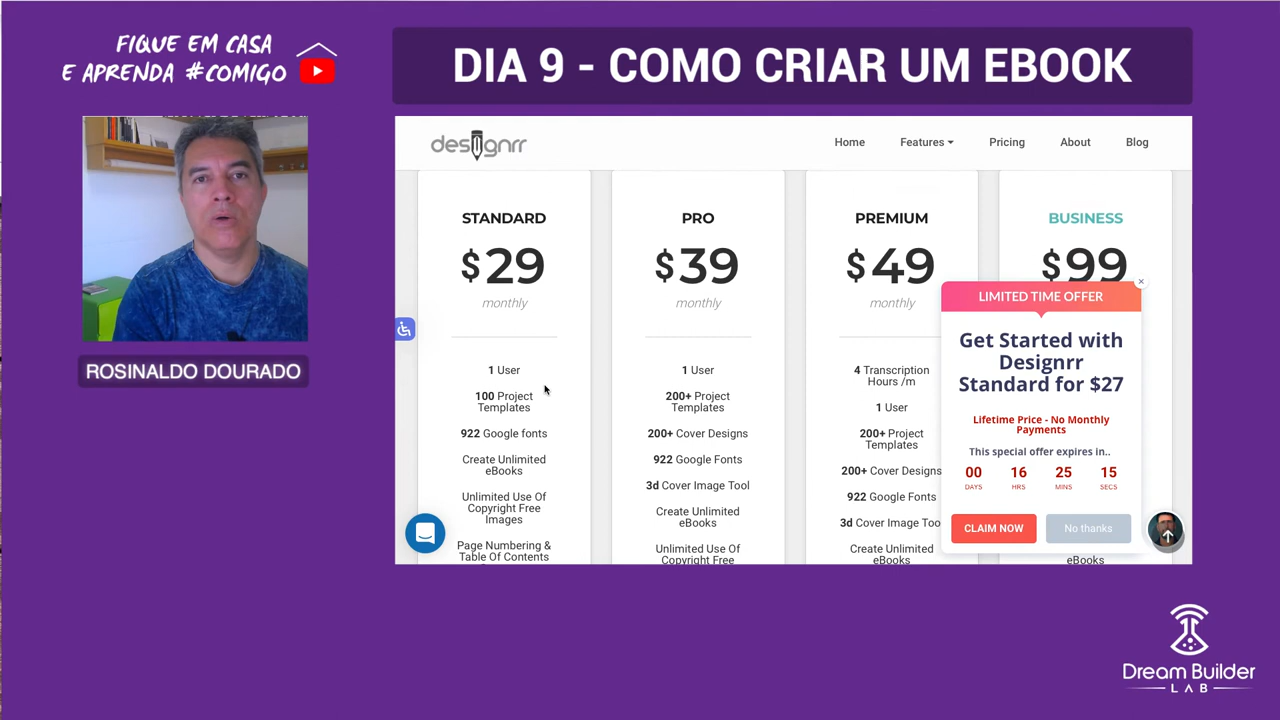 FIQUE EM CASA
E APRENDA #COMIGO
DIA 9 - COMO CRIAR UM EBOOK
ROSINALDO DOURADO
designrr
Home
Features
Pricing
About
Blog
STANDARD
$29
monthly
1 User
100 Project
Templates
922 Google fonts
Create Unlimited
eBooks
Unlimited Use Of
Copyright Free
Images
Page Numbering &
Table Of Contents
PRO
$39
monthly
1 User
200+ Project
Templates
200+ Cover Designs
922 Google Fonts
3d Cover Image Tool
Create Unlimited
eBooks
Unlimited Use Of
Copyright Free
PREMIUM
$49
monthly
4 Transcription
Hours /m
1 User
200+ Project
Templates
200+ Cover Designs
922 Google Fonts
3d Cover Image Too
Create Unlimited
eBooks
BUSINESS
$99
eBooks
LIMITED TIME OFFER
Get Started with
Designrr
Standard for $27
Lifetime Price - No Monthly
Payments
This special offer expires in..
00 16 25 15
DAYS HRS MINS SECS
CLAIM NOW
No thanks
Dream Builder
LAB